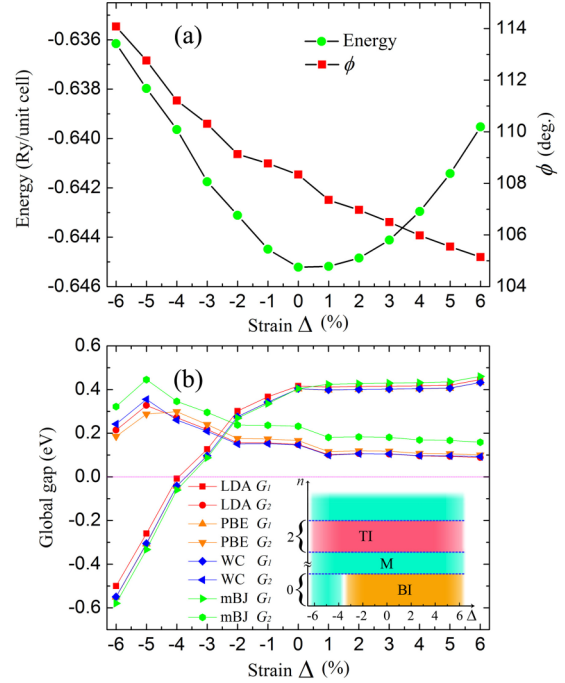 (a)
Energy
ϕ
Energy (Ry/unit cell)
-0.636
-0.638
-0.640
-0.642
-0.644
-0.646
114
112
110
108
106
104
ϕ (deg.)
-6 -5 -4 -3 -2 -1 0 1 2 3 4 5 6
Strain Δ (%)
(b)
Global gap (eV)
0.6
0.4
0.2
0.0
-0.2
-0.4
-0.6
LDA G1
LDA G2
PBE G1
PBE G2
WC G1
WC G2
mBJ G1
mBJ G2
n
2{
TI
≈
M
0{
BI
-6 -4 -2 0 2 4 6 Δ
-6 -5 -4 -3 -2 -1 0 1 2 3 4 5 6
Strain Δ (%)